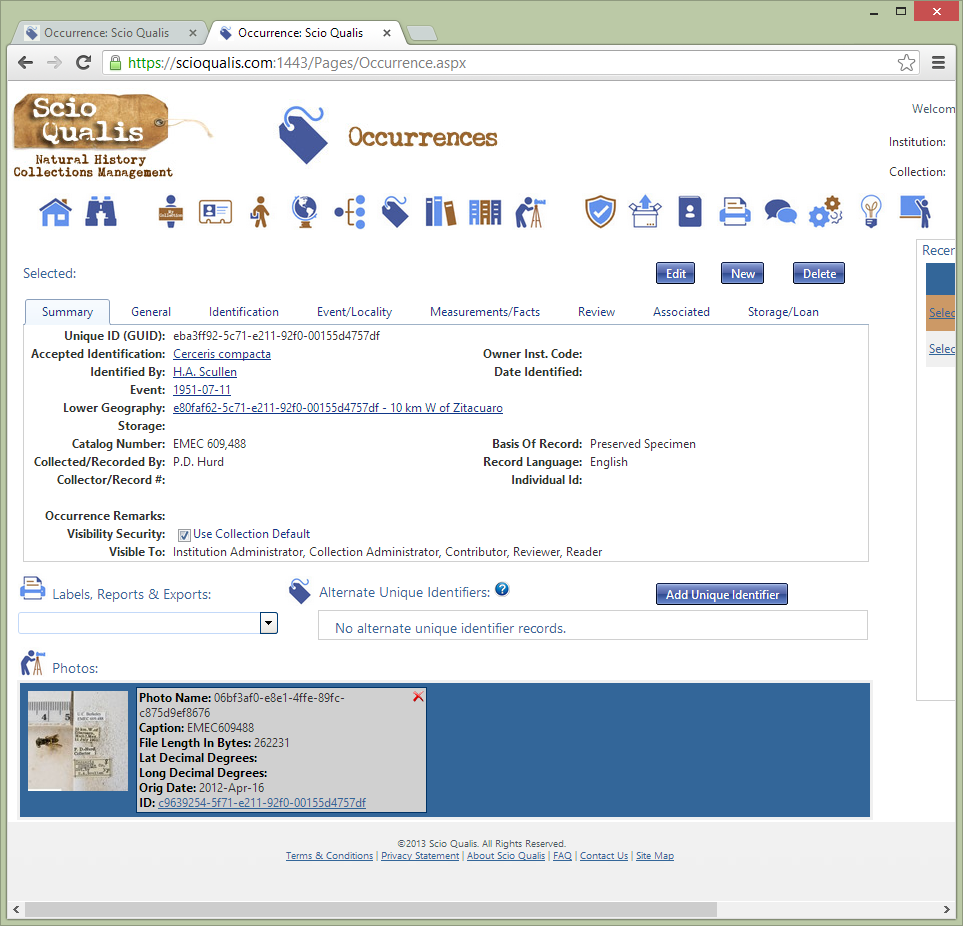 Occurrence: Scio Qualis
Occurrence: Scio Qualis
https://scioqualis.com:1443/Pages/Occurrence.aspx
Scio
Qualis
Natural History
Collections Management
Occurrences
Welcom
Institution:
Collection:
My
Collection
Selected:
Edit
New
Delete
Recer
Selec
Selec
Summary
General
Identification
Event/Locality
Measurements/Facts
Review
Associated
Storage/Loan
Unique ID (GUID): eba3ff92-5c71-e211-92f0-00155d4757df
Accepted Identification: Cerceris compacta
Owner Inst. Code:
Identified By: H.A. Scullen
Date Identified:
Event: 1951-07-11
Lower Geography: e80faf62-5c71-e211-92f0-00155d4757df - 10 km W of Zitacuaro
Storage:
Catalog Number: EMEC 609,488
Basis Of Record: Preserved Specimen
Collected/Recorded By: P.D. Hurd
Record Language: English
Collector/Record #:
Individual Id:
Occurrence Remarks:
Visibility Security: Use Collection Default
Visible To: Institution Administrator, Collection Administrator, Contributor, Reviewer, Reader
Labels, Reports & Exports:
Alternate Unique Identifiers:
Add Unique Identifier
No alternate unique identifier records.
Photos:
4 5
EMEC 609,488
Photo Name: 06bf3af0-e8e1-4ffe-89fc-
c875d9ef8676
Caption: EMEC609488
File Length In Bytes: 262231
Lat Decimal Degrees:
Long Decimal Degrees:
Orig Date: 2012-Apr-16
ID: c9639254-5f71-e211-92f0-00155d4757df
©2013 Scio Qualis. All Rights Reserved.
Terms & Conditions | Privacy Statement | About Scio Qualis | FAQ | Contact Us | Site Map